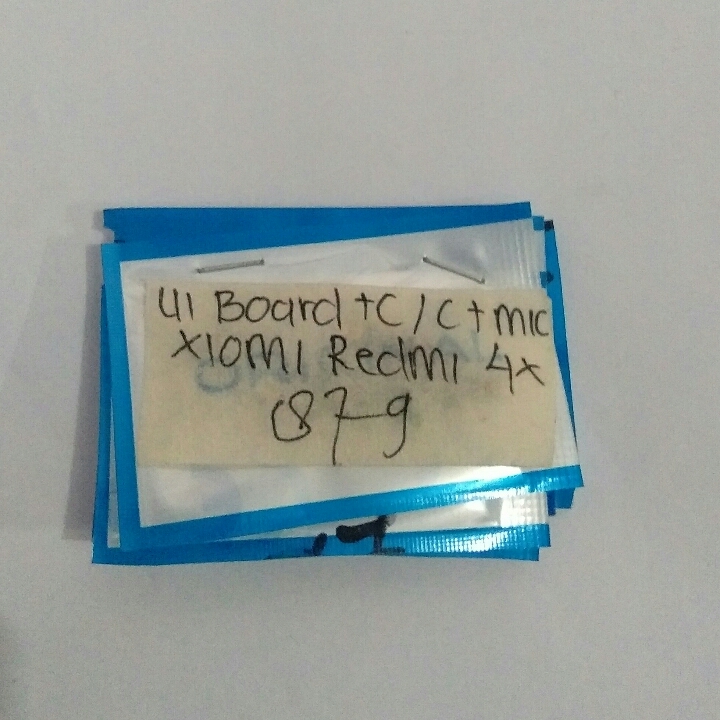 UI Board +C/C+mic
XIOMI Redmi 4x
87-9